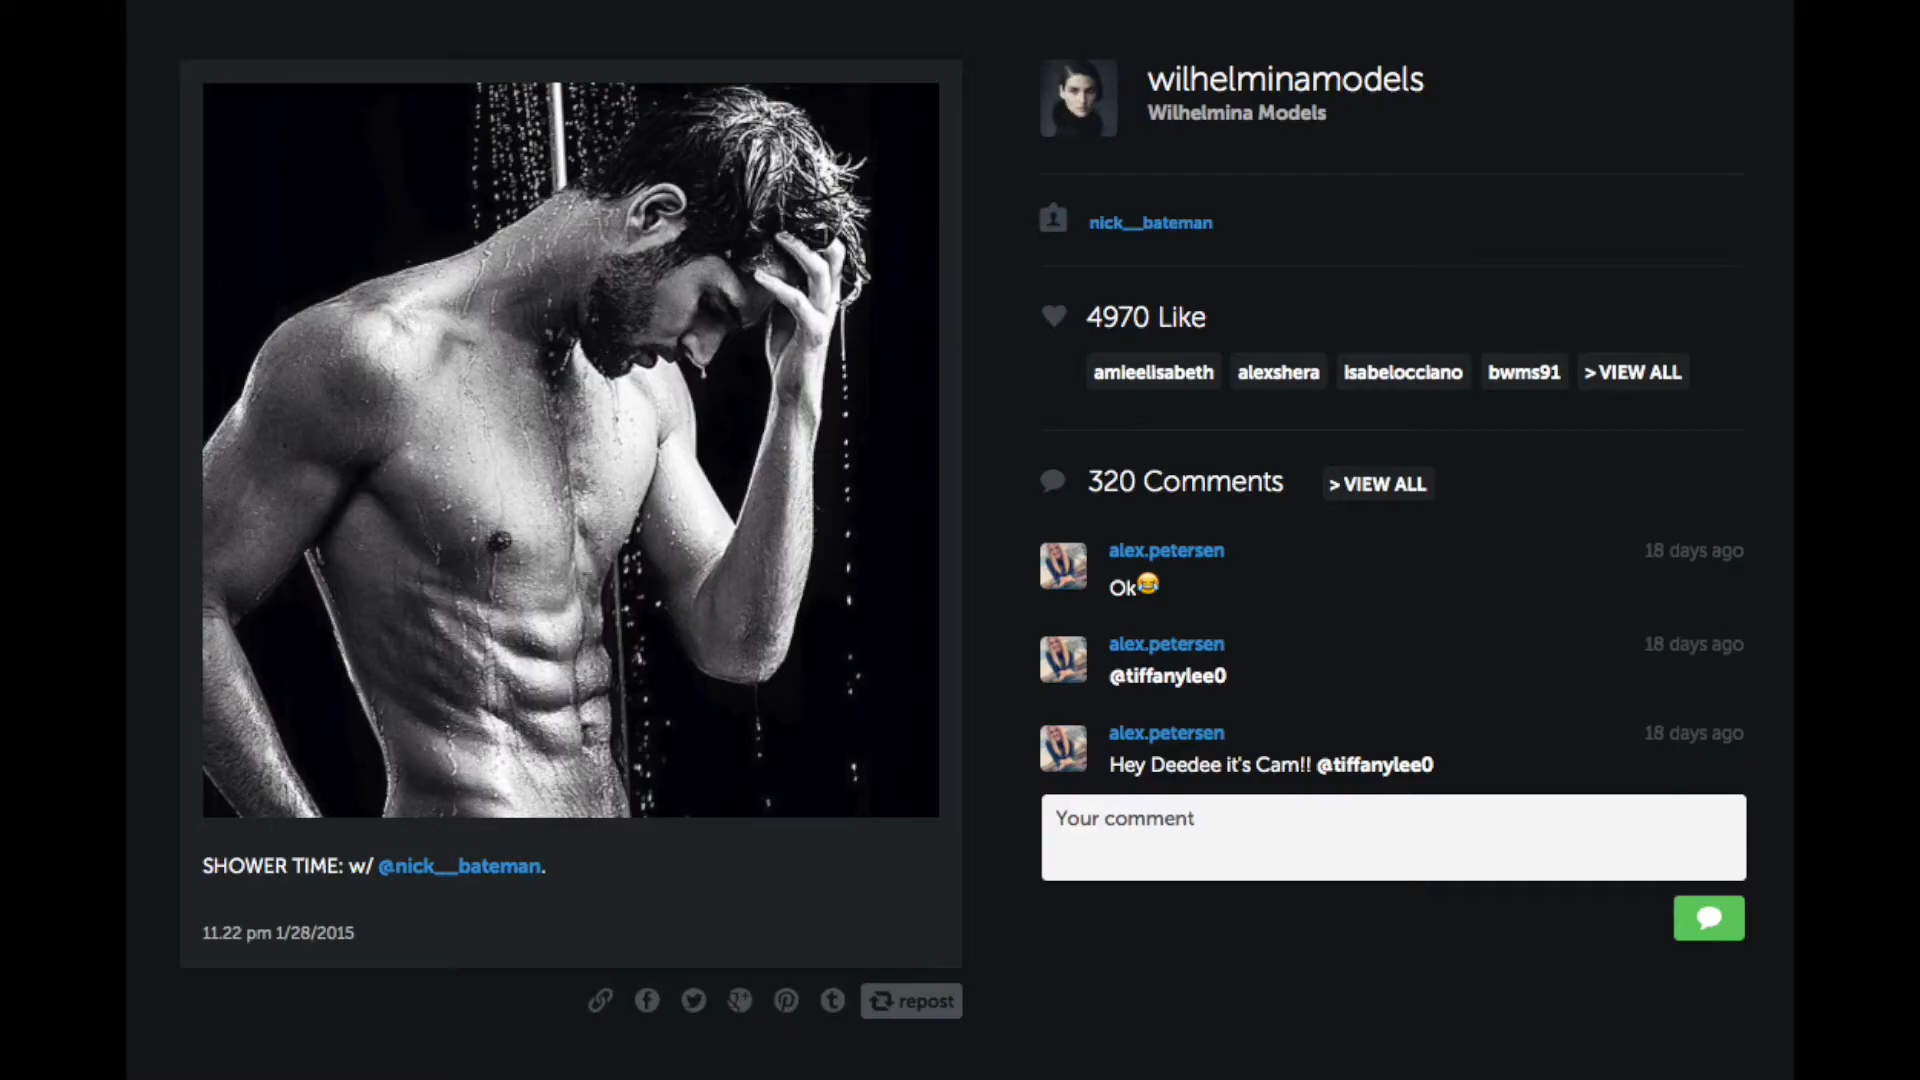 wilhelminamodels
Wilhelmina Models
nick__bateman
4970 Like
amieelisabeth alexshera isabelocciano bwms91 > VIEW ALL
320 Comments > VIEW ALL
alex.petersen 18 days ago
Ok😂
alex.petersen 18 days ago
@tiffanylee0
alex.petersen 18 days ago
Hey Deedee it's Cam!! @tiffanylee0
Your comment
SHOWER TIME: w/ @nick__bateman.
11.22 pm 1/28/2015
repost